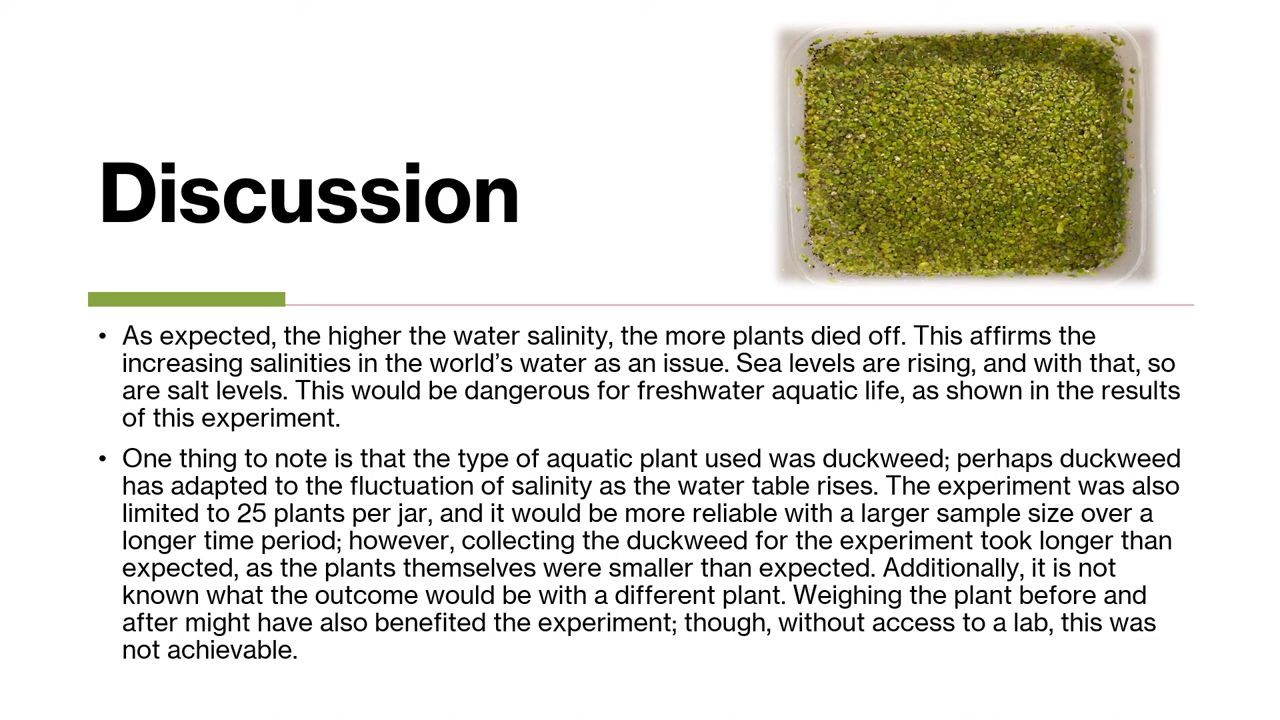 Discussion
• As expected, the higher the water salinity, the more plants died off. This affirms the
increasing salinities in the world’s water as an issue. Sea levels are rising, and with that, so
are salt levels. This would be dangerous for freshwater aquatic life, as shown in the results
of this experiment.
• One thing to note is that the type of aquatic plant used was duckweed; perhaps duckweed
has adapted to the fluctuation of salinity as the water table rises. The experiment was also
limited to 25 plants per jar, and it would be more reliable with a larger sample size over a
longer time period; however, collecting the duckweed for the experiment took longer than
expected, as the plants themselves were smaller than expected. Additionally, it is not
known what the outcome would be with a different plant. Weighing the plant before and
after might have also benefited the experiment; though, without access to a lab, this was
not achievable.